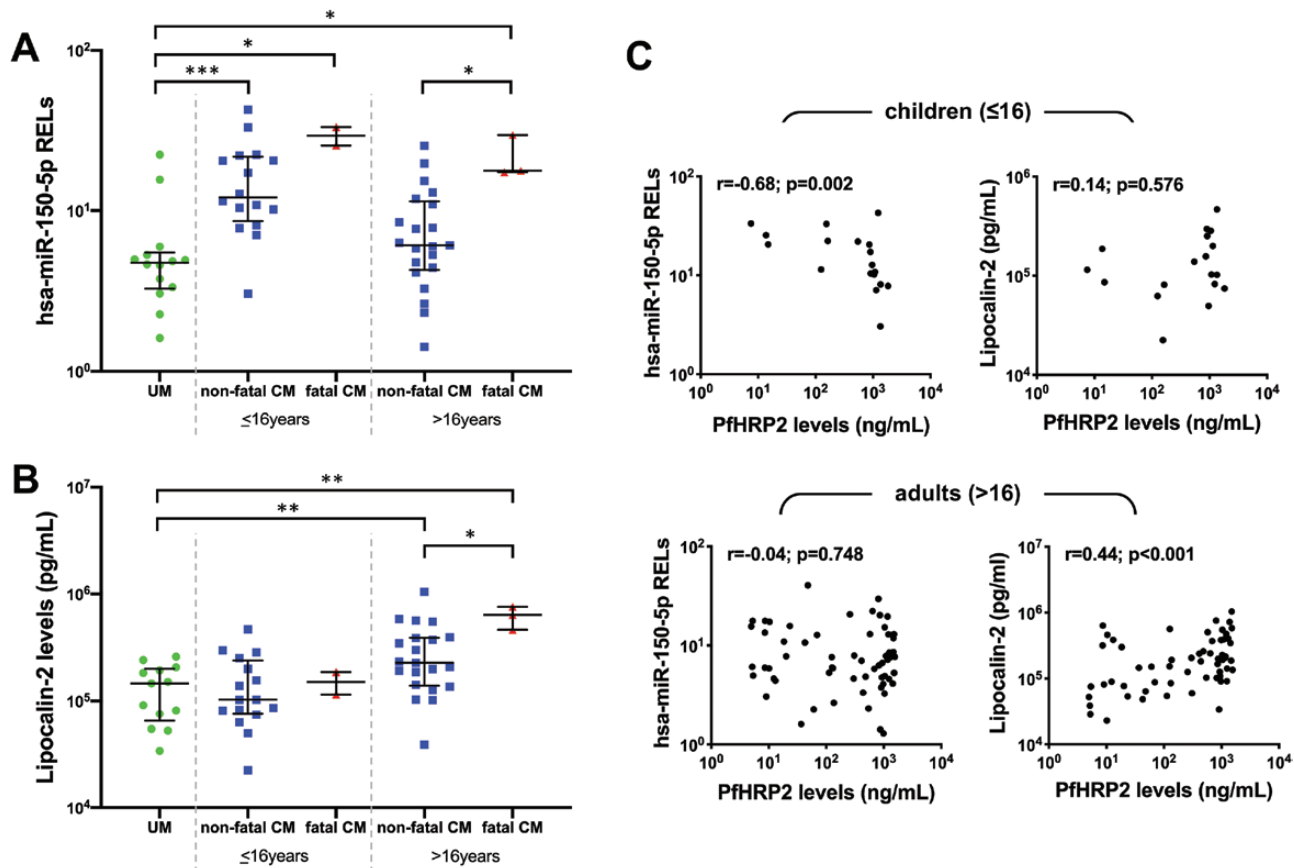 A
hsa-miR-150-5p RELs
10²
10¹
10⁰
*
*
***
*
UM
non-fatal CM
fatal CM
non-fatal CM
fatal CM
≤16years
>16years
B
Lipocalin-2 levels (pg/mL)
10⁷
10⁶
10⁵
10⁴
**
**
*
UM
non-fatal CM
fatal CM
non-fatal CM
fatal CM
≤16years
>16years
C
children (≤16)
hsa-miR-150-5p RELs
10²
10¹
10⁰
r=-0.68; p=0.002
10⁰ 10¹ 10² 10³ 10⁴
PfHRP2 levels (ng/mL)
Lipocalin-2 (pg/mL)
10⁶
10⁵
10⁴
r=0.14; p=0.576
10⁰ 10¹ 10² 10³ 10⁴
PfHRP2 levels (ng/mL)
adults (>16)
hsa-miR-150-5p RELs
10²
10¹
10⁰
r=-0.04; p=0.748
10⁰ 10¹ 10² 10³ 10⁴
PfHRP2 levels (ng/mL)
Lipocalin-2 (pg/ml)
10⁶
10⁵
10⁴
r=0.44; p<0.001
10⁰ 10¹ 10² 10³ 10⁴
PfHRP2 levels (ng/mL)